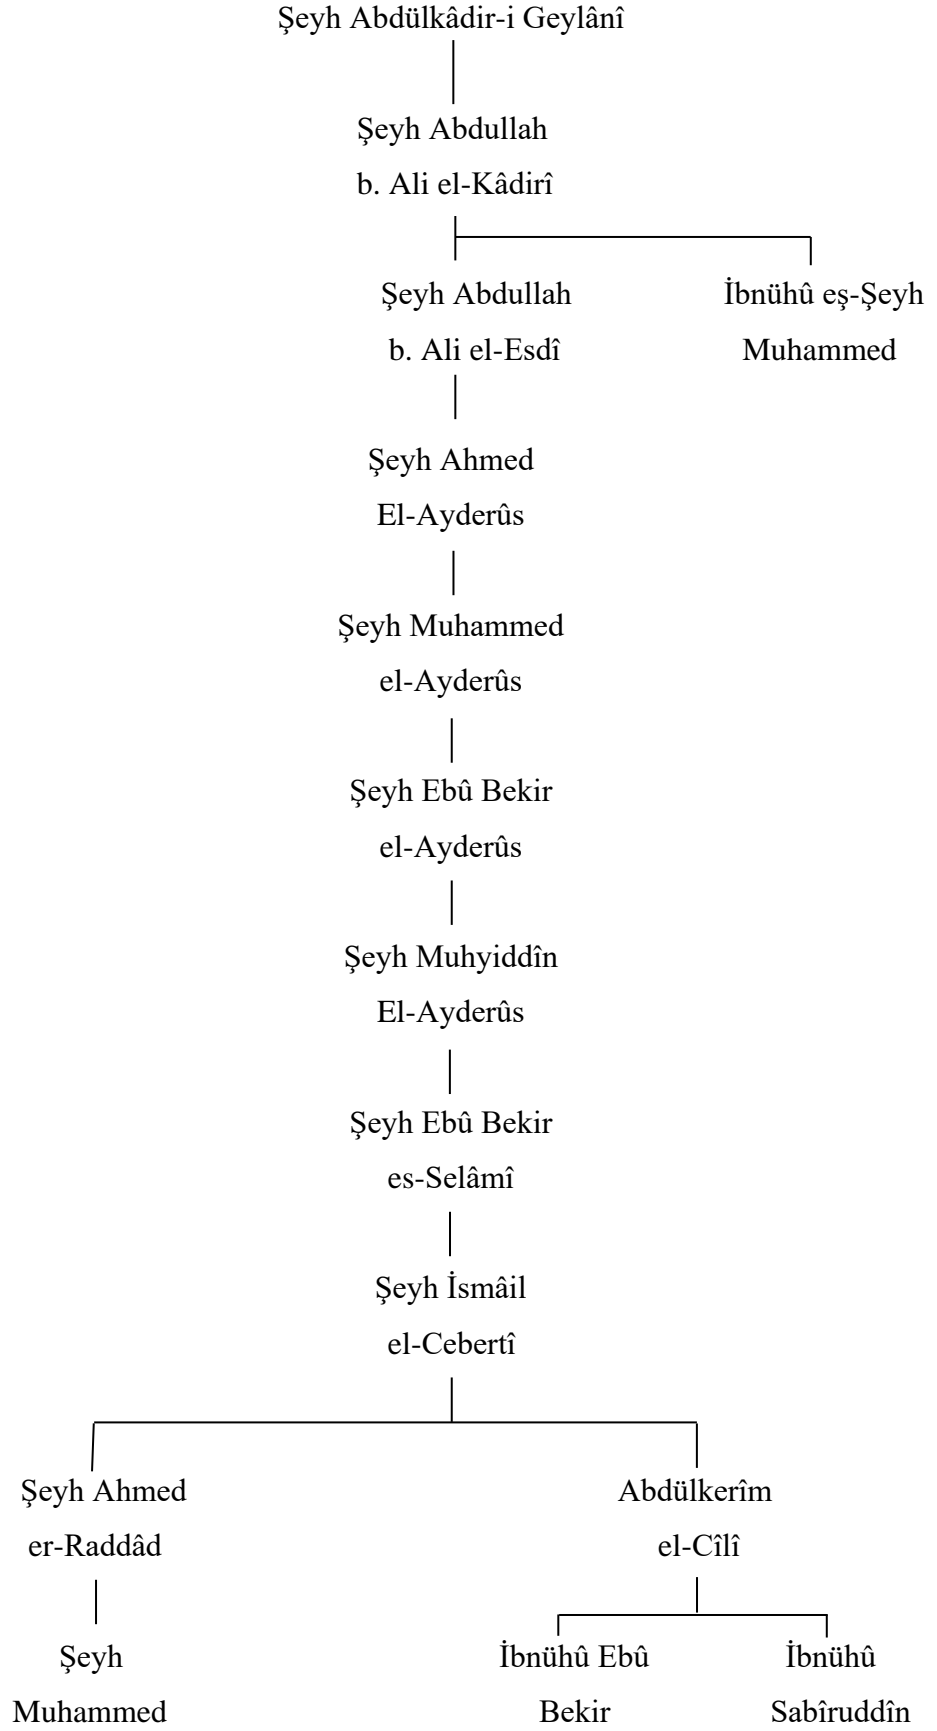 Şeyh Abdülkâdir-i Geylânî
Şeyh Abdullah
b. Ali el-Kâdirî
Şeyh Abdullah
b. Ali el-Esdî
İbnühû eş-Şeyh
Muhammed
Şeyh Ahmed
El-Ayderûs
Şeyh Muhammed
el-Ayderûs
Şeyh Ebû Bekir
el-Ayderûs
Şeyh Muhyiddîn
El-Ayderûs
Şeyh Ebû Bekir
es-Selâmî
Şeyh İsmâil
el-Cebertî
Şeyh Ahmed
er-Raddâd
Abdülkerîm
el-Cîlî
Şeyh
Muhammed
İbnühû Ebû
Bekir
İbnühû
Sabîruddîn